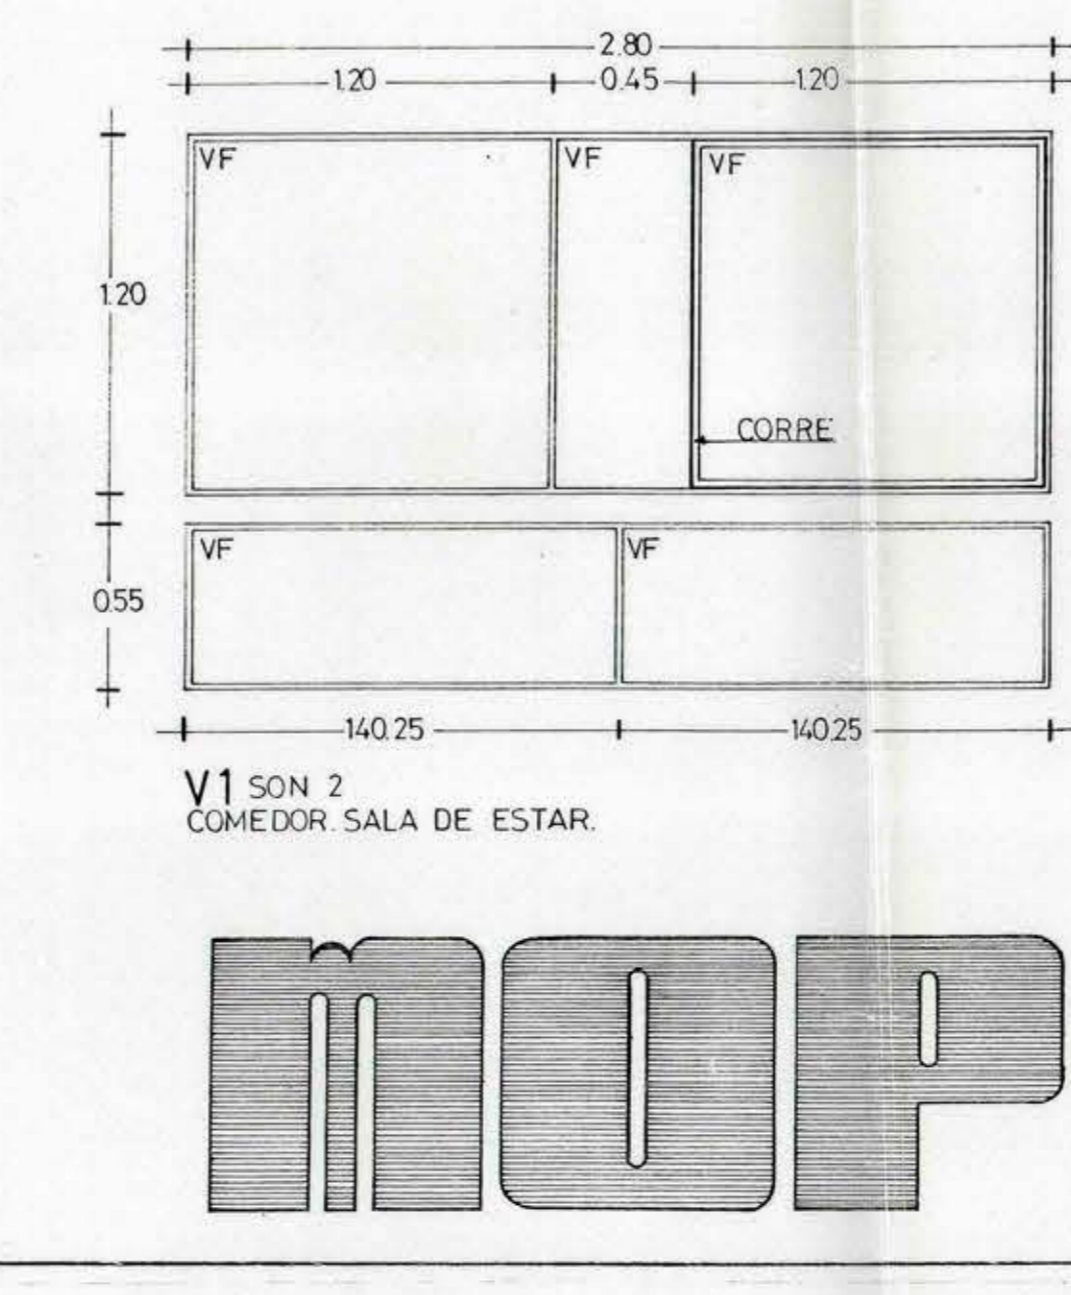 2.80
1.20 0.45 1.20
VF VF VF
1.20
CORRE
VF VF
0.55
140.25 140.25
V1 SON 2
COMEDOR. SALA DE ESTAR.
mOP